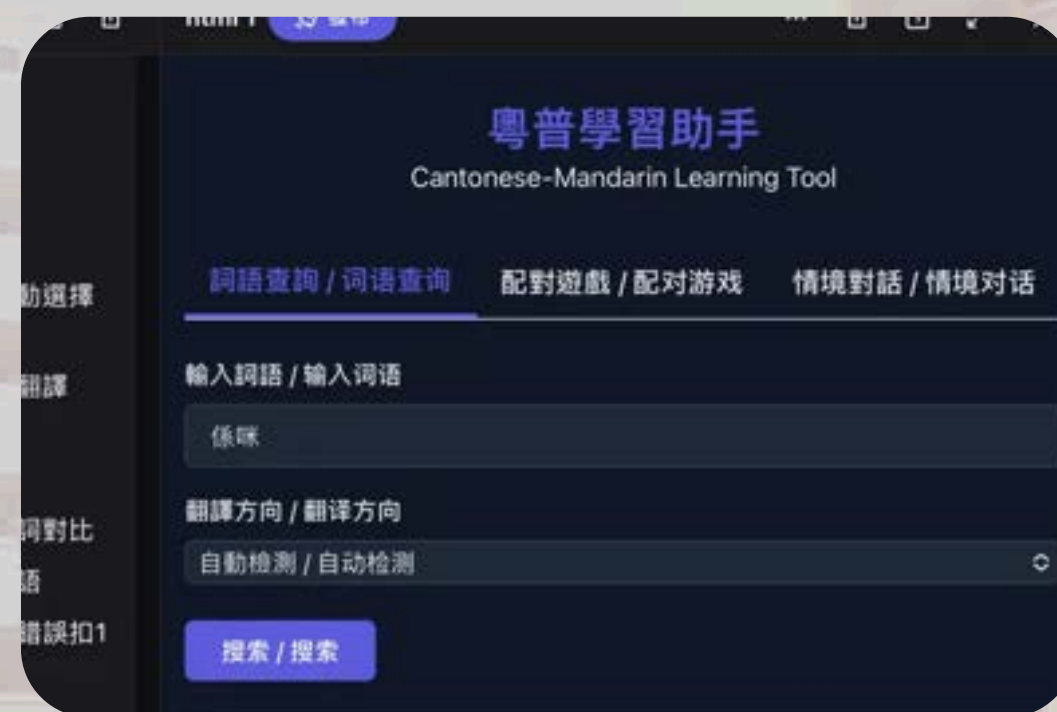 html 1 發布
粵普學習助手
Cantonese-Mandarin Learning Tool
詞語查詢 / 词语查询 配對遊戲 / 配对游戏 情境對話 / 情境对话
動選擇
輸入詞語 / 输入词语
翻譯
係咪
翻譯方向 / 翻译方向
詞對比
自動檢測 / 自动检测
語
錯誤扣1
搜索 / 搜索